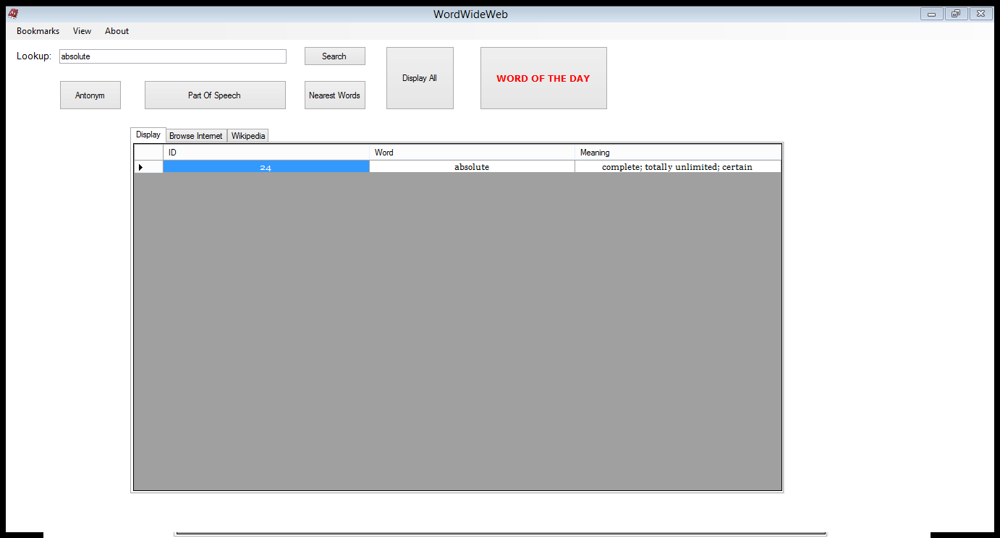 WordWideWeb
Bookmarks View About
Lookup: absolute Search
Display All
WORD OF THE DAY
Antonym Part Of Speech Nearest Words
Display Browse Internet Wikipedia
ID Word Meaning
24 absolute complete; totally unlimited; certain